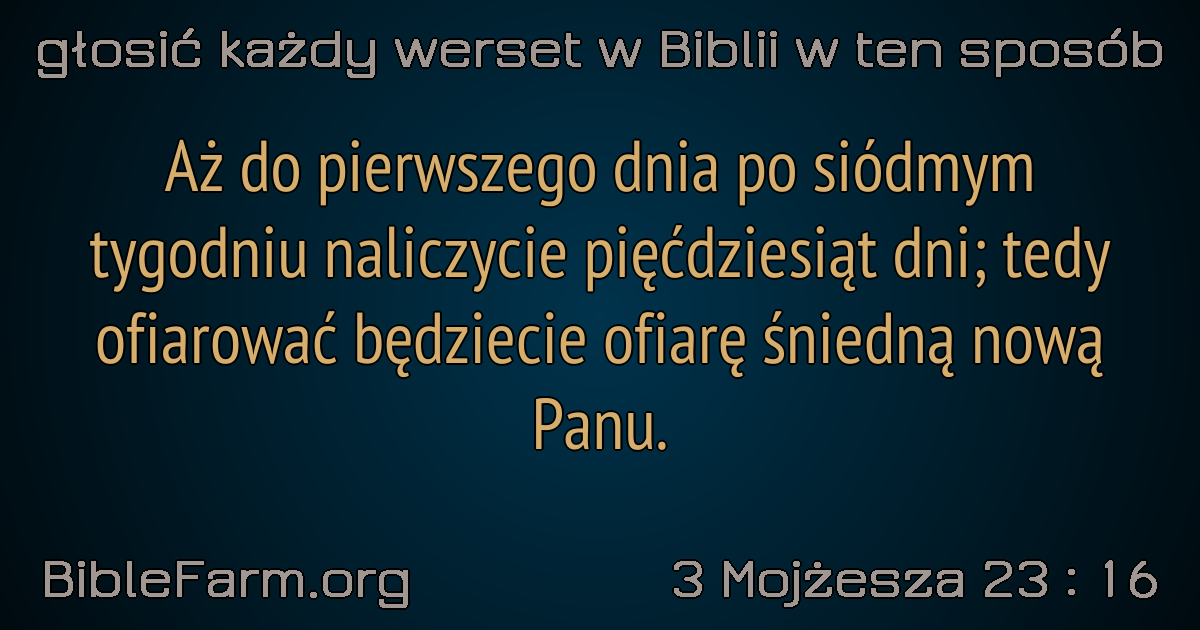 głosić każdy werset w Biblii w ten sposób
Aż do pierwszego dnia po siódmym
tygodniu naliczycie pięćdziesiąt dni; tedy
ofiarować będziecie ofiarę śniedną nową
Panu.
BibleFarm.org
3 Mojżesza 23 : 16